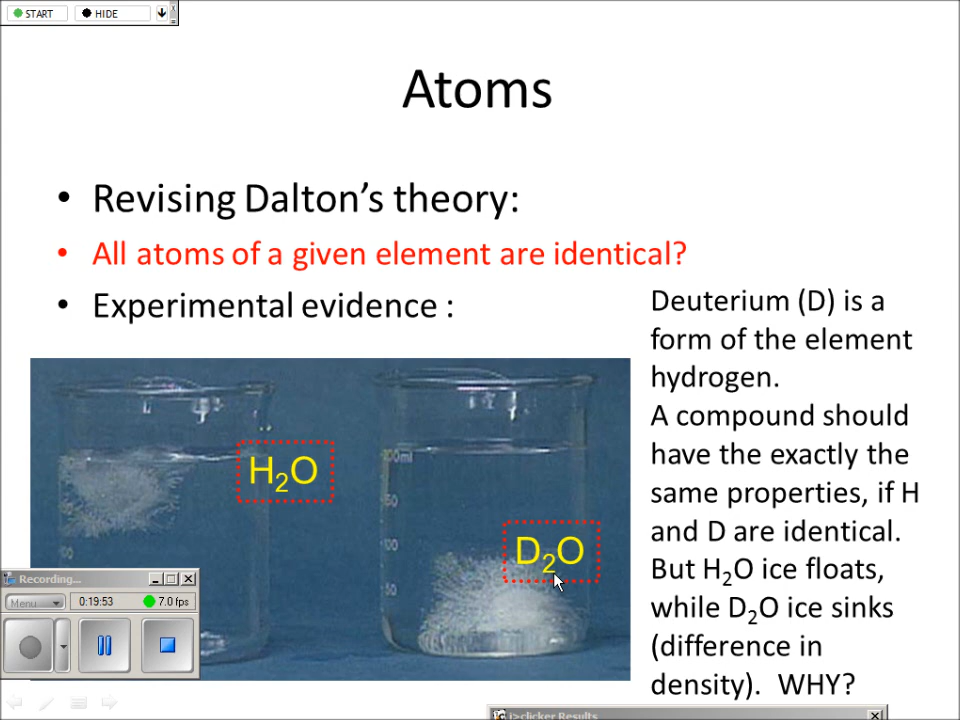 START
HIDE
Atoms
• Revising Dalton's theory:
• All atoms of a given element are identical?
• Experimental evidence :
Deuterium (D) is a
form of the element
hydrogen.
A compound should
have the exactly the
same properties, if H
and D are identical.
But H₂O ice floats,
while D₂O ice sinks
(difference in
density). WHY?
H₂O
D₂O
100
50
Recording...
Menu
0:19:53
7.0 fps
i>clicker Results